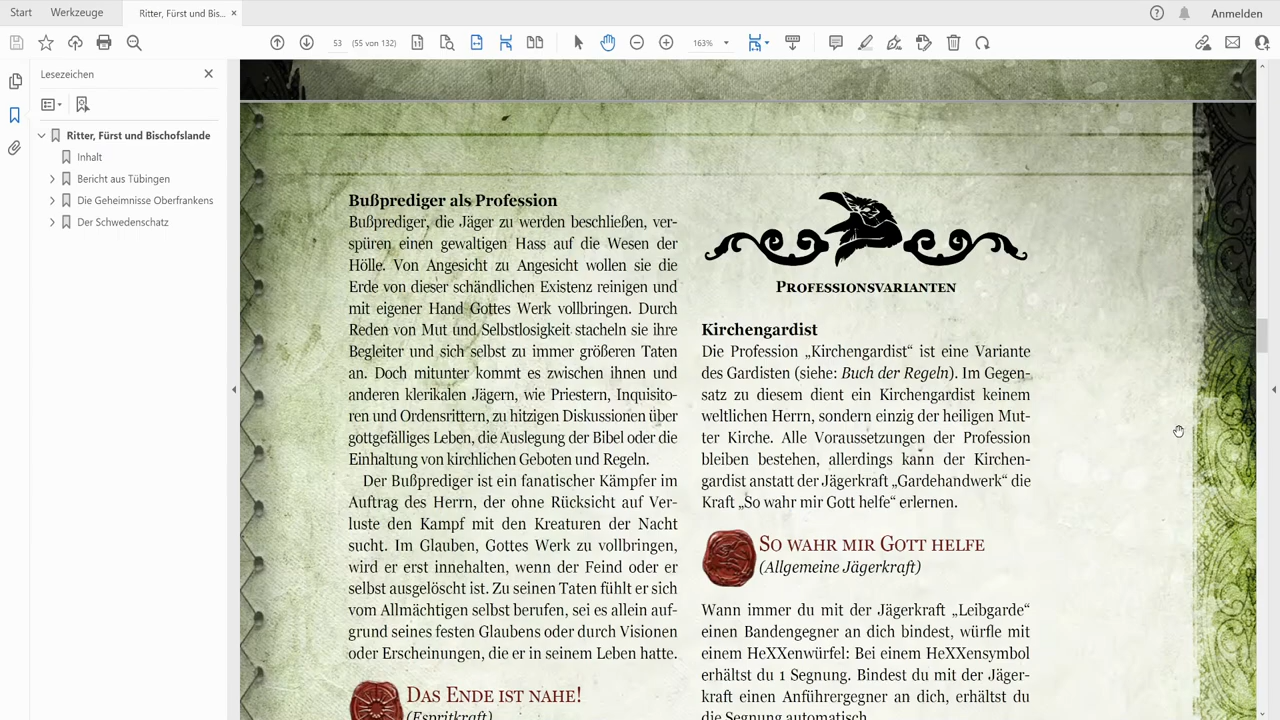 Start
Werkzeuge
Ritter, Fürst und Bis...
Anmelden
53
(55 von 132)
163%
Lesezeichen
Ritter, Fürst und Bischofslande
Inhalt
Bericht aus Tübingen
Die Geheimnisse Oberfrankens
Der Schwedenschatz
Bußprediger als Profession
Bußprediger, die Jäger zu werden beschließen, ver-
spüren einen gewaltigen Hass auf die Wesen der
Hölle. Von Angesicht zu Angesicht wollen sie die
Erde von dieser schändlichen Existenz reinigen und
mit eigener Hand Gottes Werk vollbringen. Durch
Reden von Mut und Selbstlosigkeit stacheln sie ihre
Begleiter und sich selbst zu immer größeren Taten
an. Doch mitunter kommt es zwischen ihnen und
anderen klerikalen Jägern, wie Priestern, Inquisito-
ren und Ordensrittern, zu hitzigen Diskussionen über
gottgefälliges Leben, die Auslegung der Bibel oder die
Einhaltung von kirchlichen Geboten und Regeln.
Der Bußprediger ist ein fanatischer Kämpfer im
Auftrag des Herrn, der ohne Rücksicht auf Ver-
luste den Kampf mit den Kreaturen der Nacht
sucht. Im Glauben, Gottes Werk zu vollbringen,
wird er erst innehalten, wenn der Feind oder er
selbst ausgelöscht ist. Zu seinen Taten fühlt er sich
vom Allmächtigen selbst berufen, sei es allein auf-
grund seines festen Glaubens oder durch Visionen
oder Erscheinungen, die er in seinem Leben hatte.
Das Ende ist nahe!
(Espritkraft)
Professionsvarianten
Kirchengardist
Die Profession „Kirchengardist“ ist eine Variante
des Gardisten (siehe: Buch der Regeln). Im Gegen-
satz zu diesem dient ein Kirchengardist keinem
weltlichen Herrn, sondern einzig der heiligen Mut-
ter Kirche. Alle Voraussetzungen der Profession
bleiben bestehen, allerdings kann der Kirchen-
gardist anstatt der Jägerkraft „Gardehandwerk“ die
Kraft „So wahr mir Gott helfe“ erlernen.
So wahr mir Gott helfe
(Allgemeine Jägerkraft)
Wann immer du mit der Jägerkraft „Leibgarde“
einen Bandengegner an dich bindest, würfle mit
einem HeXXenwürfel: Bei einem HeXXensymbol
erhältst du 1 Segnung. Bindest du mit der Jäger-
kraft einen Anführergegner an dich, erhältst du
die Segnung automatisch.